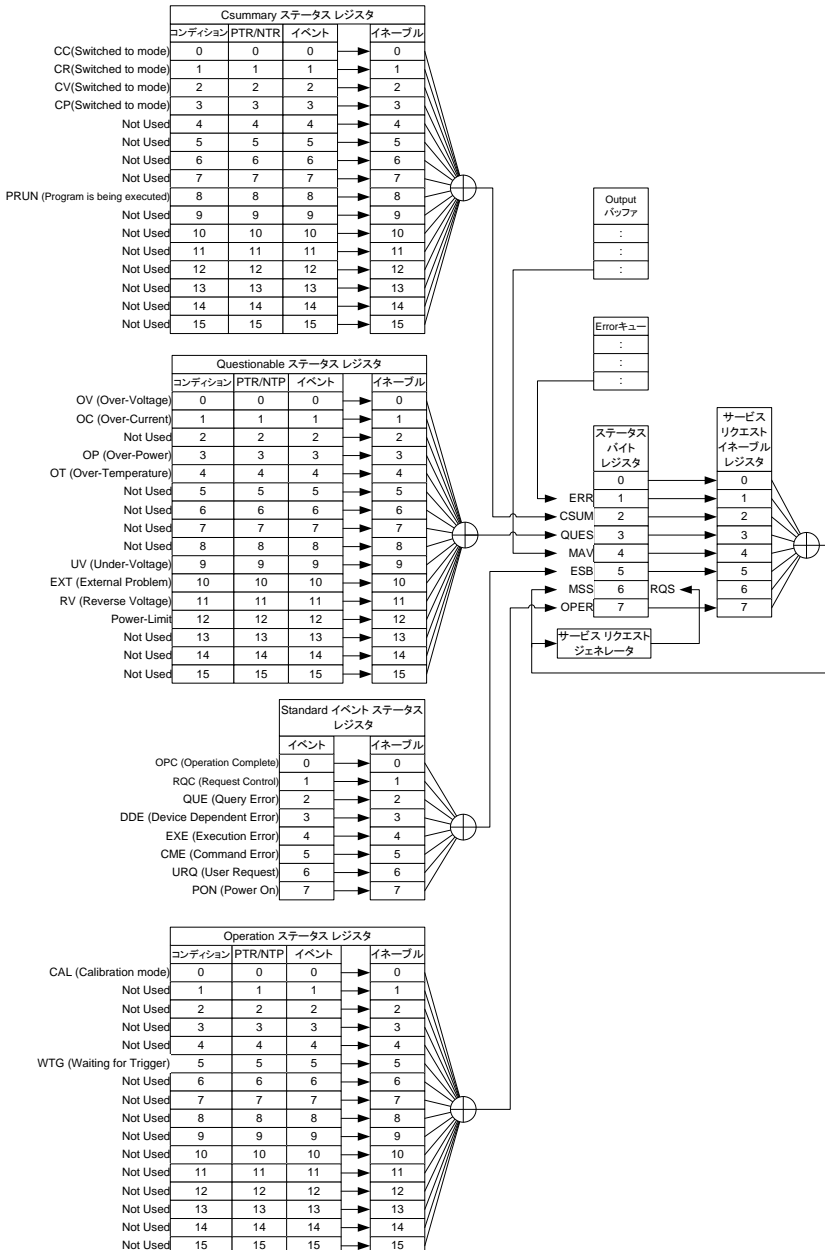 Csummary ステータス レジスタ
コンディション PTR/NTR イベント イネーブル
CC(Switched to mode) 0 0 0 0
CR(Switched to mode) 1 1 1 1
CV(Switched to mode) 2 2 2 2
CP(Switched to mode) 3 3 3 3
Not Used 4 4 4 4
Not Used 5 5 5 5
Not Used 6 6 6 6
Not Used 7 7 7 7
PRUN (Program is being executed) 8 8 8 8
Not Used 9 9 9 9
Not Used 10 10 10 10
Not Used 11 11 11 11
Not Used 12 12 12 12
Not Used 13 13 13 13
Not Used 14 14 14 14
Not Used 15 15 15 15
Output
バッファ
:
:
:
Errorキュー
:
:
:
Questionable ステータス レジスタ
コンディション PTR/NTP イベント イネーブル
OV (Over-Voltage) 0 0 0 0
OC (Over-Current) 1 1 1 1
Not Used 2 2 2 2
OP (Over-Power) 3 3 3 3
OT (Over-Temperature) 4 4 4 4
Not Used 5 5 5 5
Not Used 6 6 6 6
Not Used 7 7 7 7
Not Used 8 8 8 8
UV (Under-Voltage) 9 9 9 9
EXT (External Problem) 10 10 10 10
RV (Reverse Voltage) 11 11 11 11
Power-Limit 12 12 12 12
Not Used 13 13 13 13
Not Used 14 14 14 14
Not Used 15 15 15 15
ステータス
バイト
レジスタ
サービス
リクエスト
イネーブル
レジスタ
0 0
ERR 1 1
CSUM 2 2
QUES 3 3
MAV 4 4
ESB 5 5
MSS 6 RQS 6
OPER 7 7
サービス リクエスト
ジェネレータ
Standard イベント ステータス
レジスタ
イベント イネーブル
OPC (Operation Complete) 0 0
RQC (Request Control) 1 1
QUE (Query Error) 2 2
DDE (Device Dependent Error) 3 3
EXE (Execution Error) 4 4
CME (Command Error) 5 5
URQ (User Request) 6 6
PON (Power On) 7 7
Operation ステータス レジスタ
コンディション PTR/NTP イベント イネーブル
CAL (Calibration mode) 0 0 0 0
Not Used 1 1 1 1
Not Used 2 2 2 2
Not Used 3 3 3 3
Not Used 4 4 4 4
WTG (Waiting for Trigger) 5 5 5 5
Not Used 6 6 6 6
Not Used 7 7 7 7
Not Used 8 8 8 8
Not Used 9 9 9 9
Not Used 10 10 10 10
Not Used 11 11 11 11
Not Used 12 12 12 12
Not Used 13 13 13 13
Not Used 14 14 14 14
Not Used 15 15 15 15